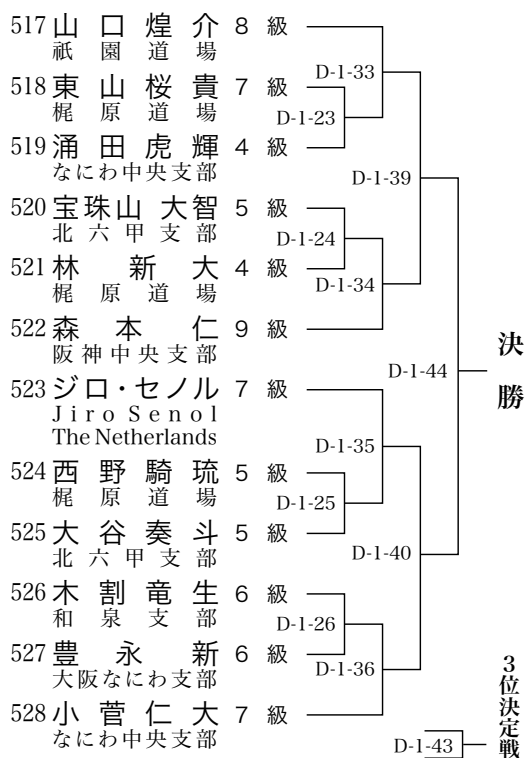 517 山口煌介 8 級
祇園道場
D-1-33
518 東山桜貴 7 級
梶原道場
D-1-23
519 涌田虎輝 4 級
なにわ中央支部
D-1-39
520 宝珠山 大智 5 級
北六甲支部
D-1-24
521 林新大 4 級
梶原道場
D-1-34
522 森本仁 9 級
阪神中央支部
D-1-44
決勝
523 ジロ・セノル 7 級
Jiro Senol
The Netherlands
D-1-35
524 西野騎琉 5 級
梶原道場
D-1-25
525 大谷奏斗 5 級
北六甲支部
D-1-40
526 木割竜生 6 級
和泉支部
D-1-26
527 豊永新 6 級
大阪なにわ支部
D-1-36
528 小菅仁大 7 級
なにわ中央支部
D-1-43
3位決定戦